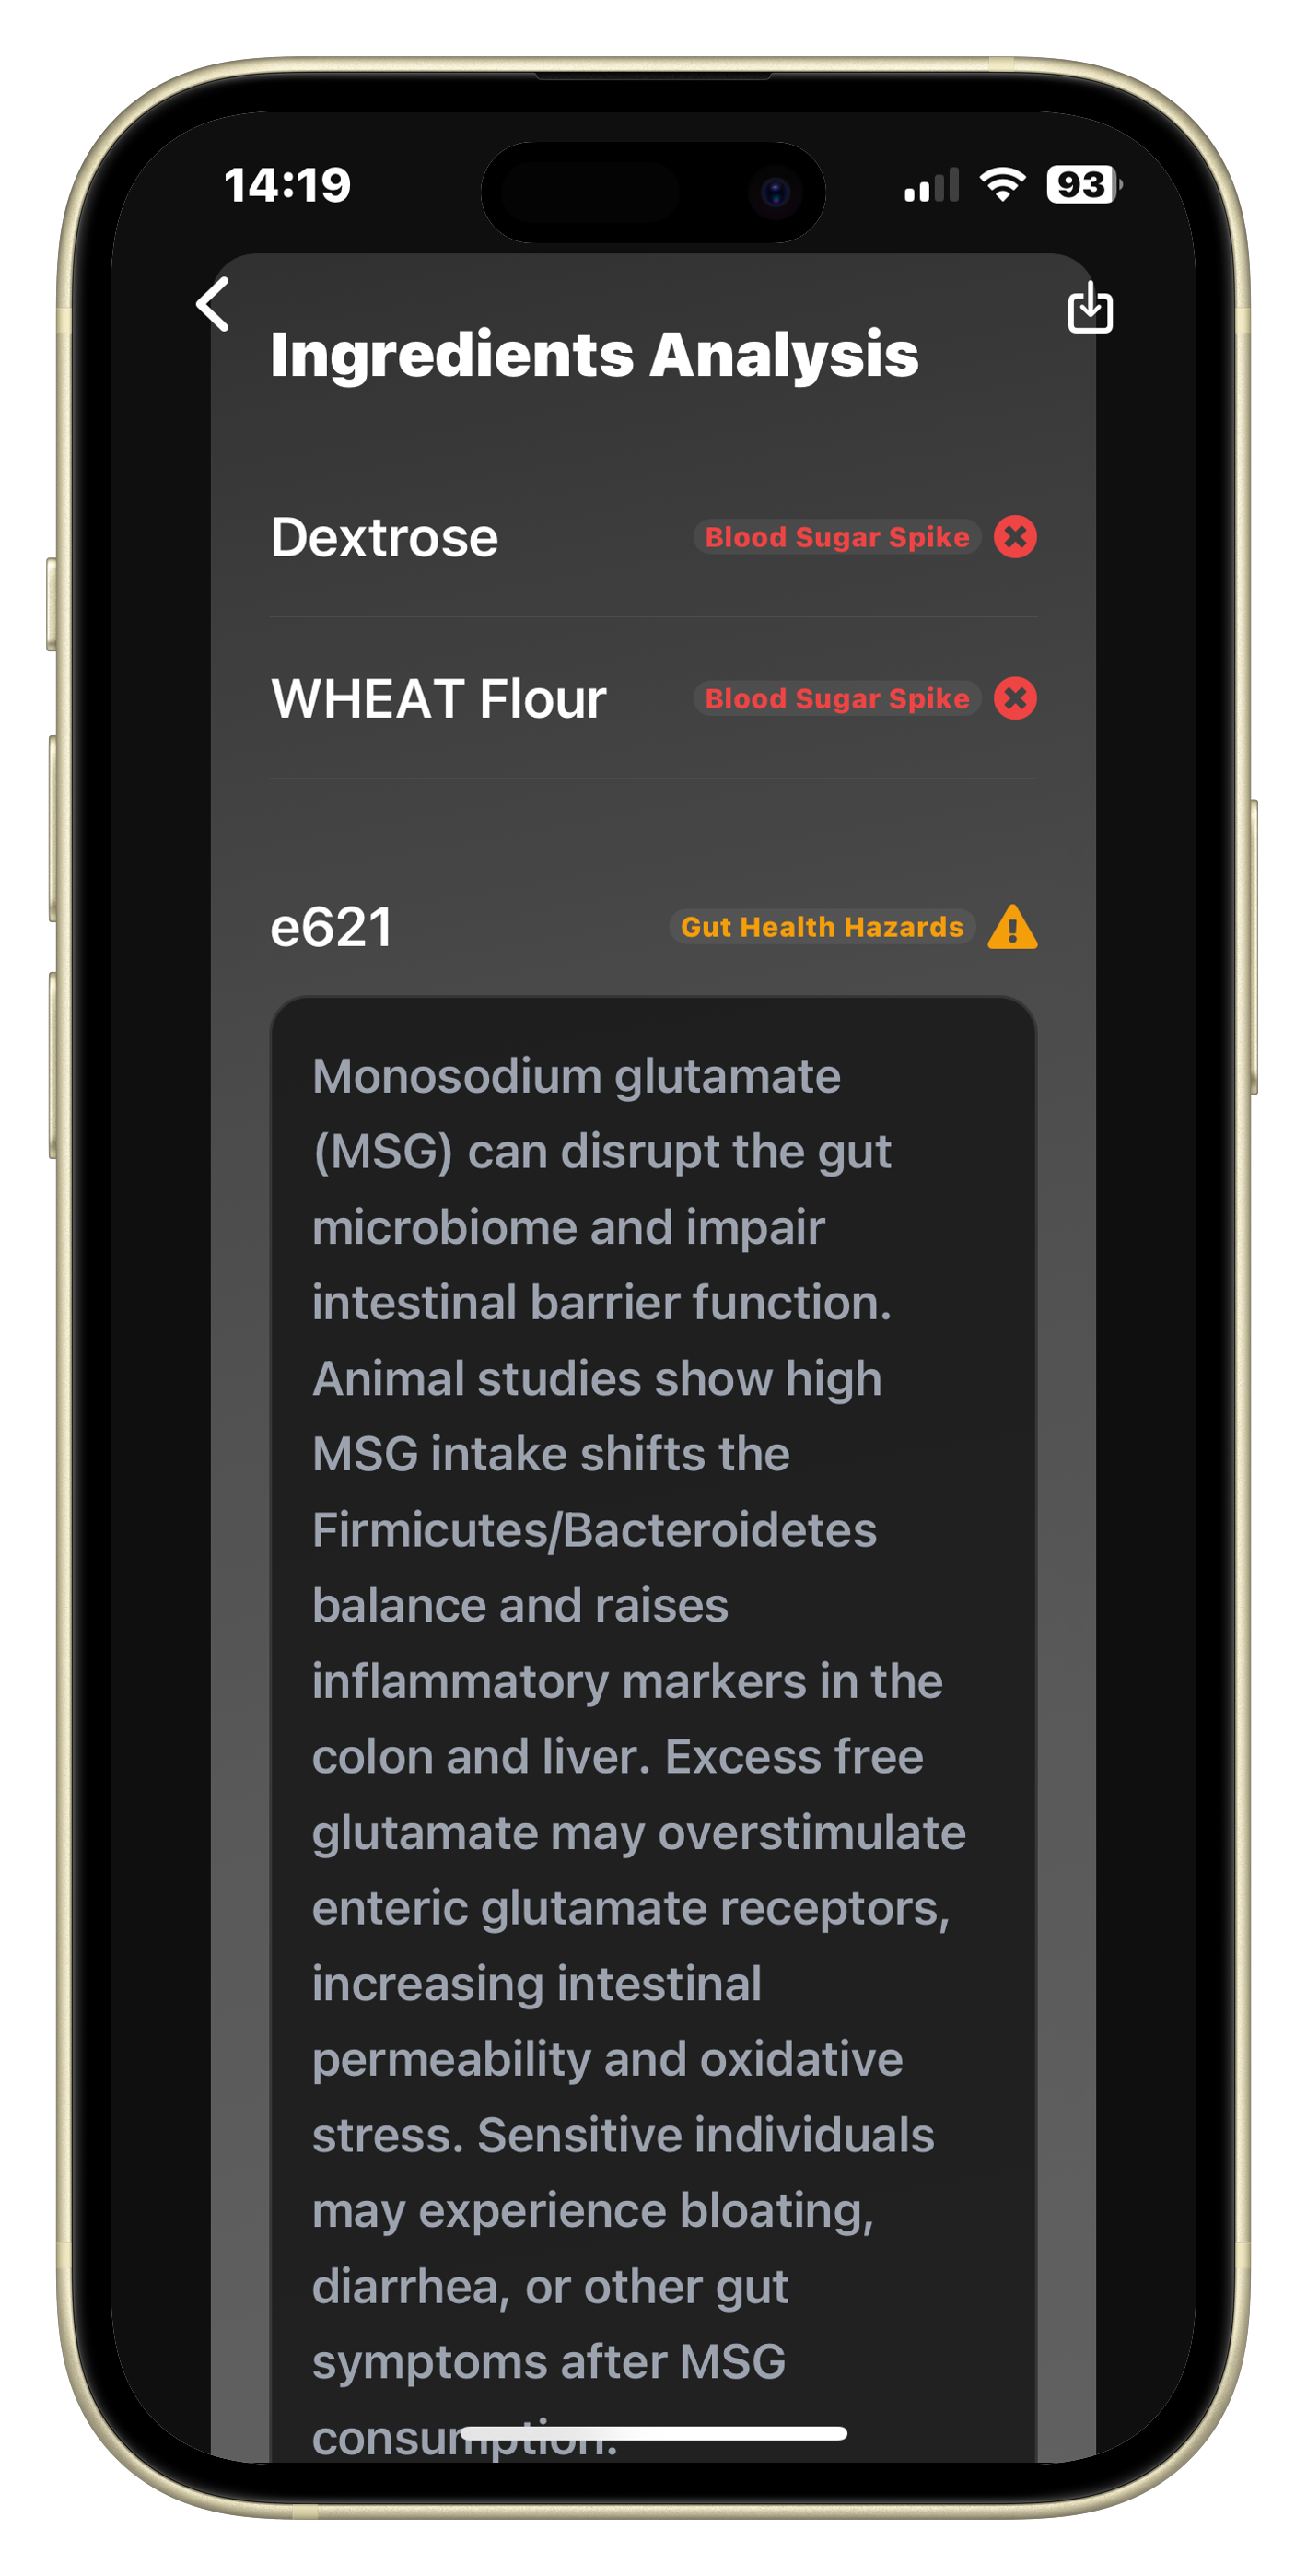 14:19
93
Ingredients Analysis
Dextrose Blood Sugar Spike
WHEAT Flour Blood Sugar Spike
e621 Gut Health Hazards
Monosodium glutamate
(MSG) can disrupt the gut
microbiome and impair
intestinal barrier function.
Animal studies show high
MSG intake shifts the
Firmicutes/Bacteroidetes
balance and raises
inflammatory markers in the
colon and liver. Excess free
glutamate may overstimulate
enteric glutamate receptors,
increasing intestinal
permeability and oxidative
stress. Sensitive individuals
may experience bloating,
diarrhea, or other gut
symptoms after MSG
consumption.